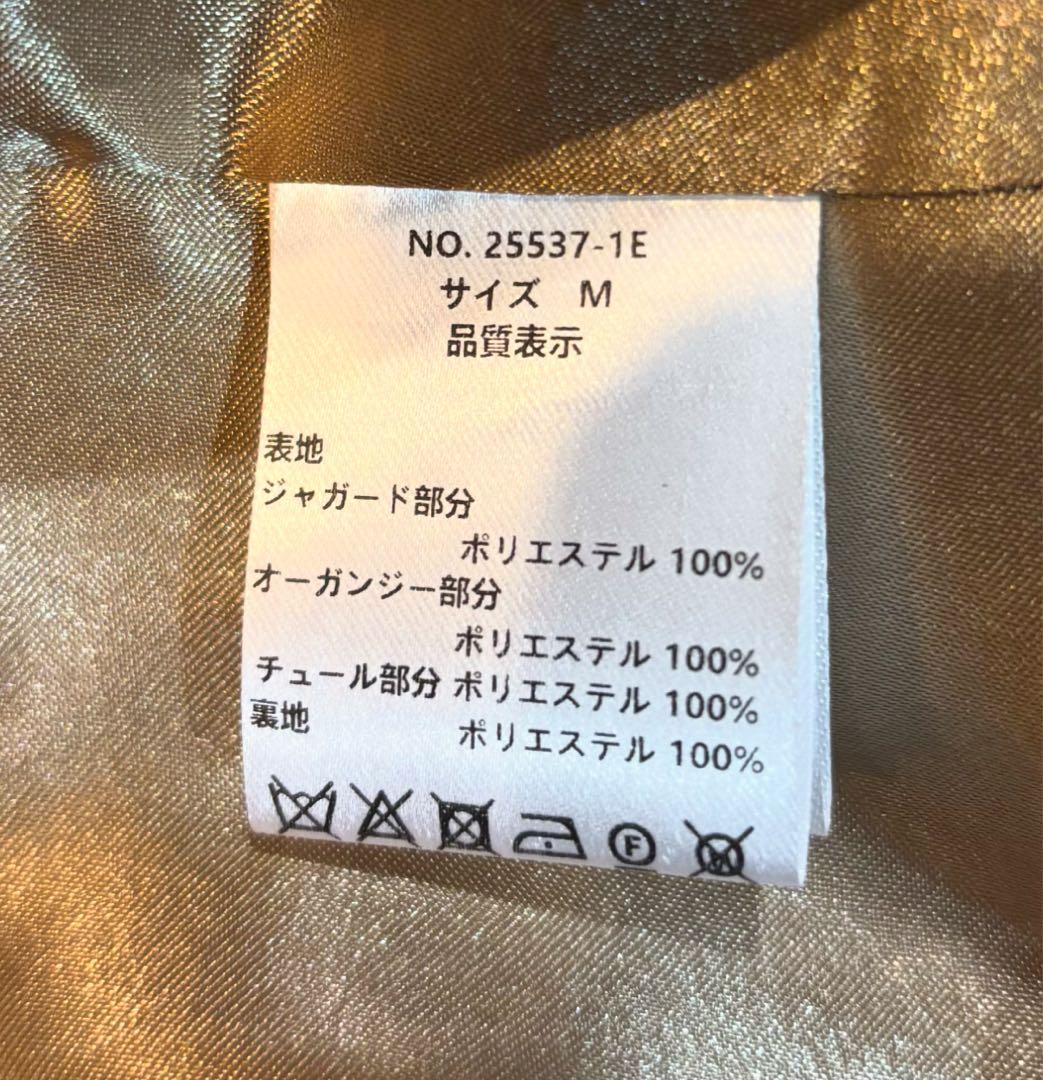 NO. 25537-1E
サイズ　M
品質表示
表地
ジャガード部分
ポリエステル 100%
オーガンジー部分
ポリエステル 100%
チュール部分 ポリエステル 100%
裏地 ポリエステル 100%
F
W